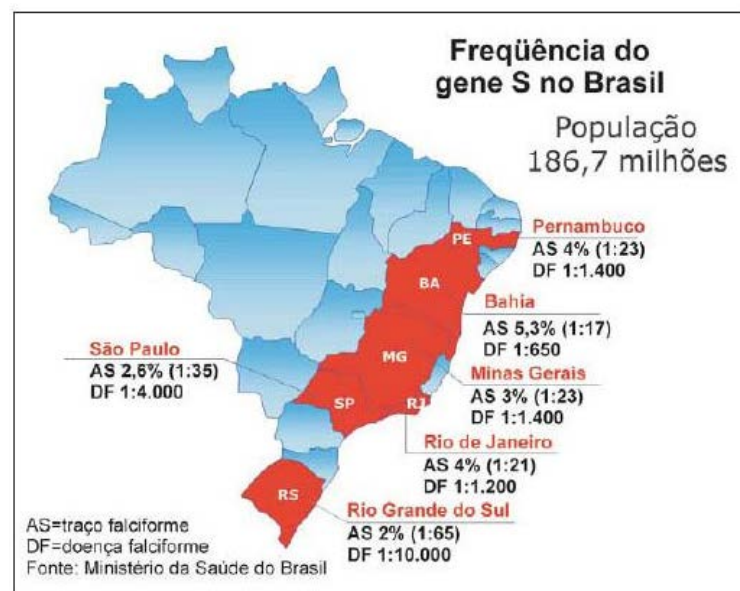 Freqüência do
gene S no Brasil
População
186,7 milhões
PE
Pernambuco
AS 4% (1:23)
DF 1:1.400
BA
Bahia
AS 5,3% (1:17)
DF 1:650
São Paulo
AS 2,6% (1:35)
DF 1:4.000
MG
Minas Gerais
AS 3% (1:23)
DF 1:1.400
SP
RJ
Rio de Janeiro
AS 4% (1:21)
DF 1:1.200
RS
Rio Grande do Sul
AS 2% (1:65)
DF 1:10.000
AS=traço falciforme
DF=doença falciforme
Fonte: Ministério da Saúde do Brasil